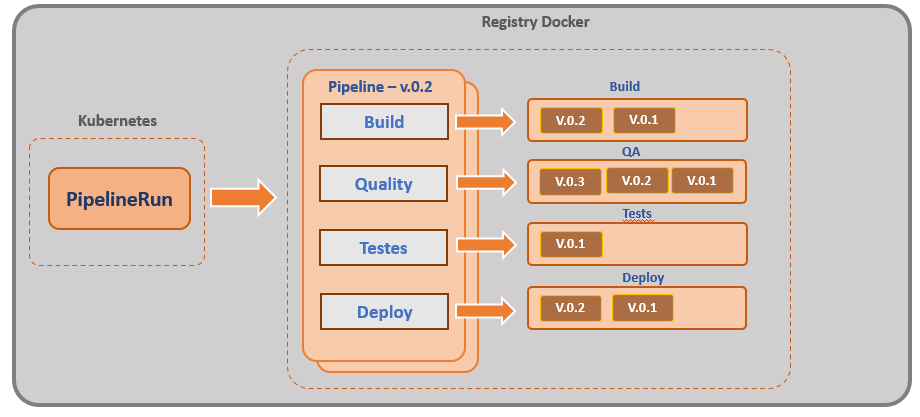 Registry Docker
Kubernetes
PipelineRun
Pipeline – v.0.2
Build
Quality
Testes
Deploy
Build
V.0.2 V.0.1
QA
V.0.3 V.0.2 V.0.1
Tests
V.0.1
Deploy
V.0.2 V.0.1